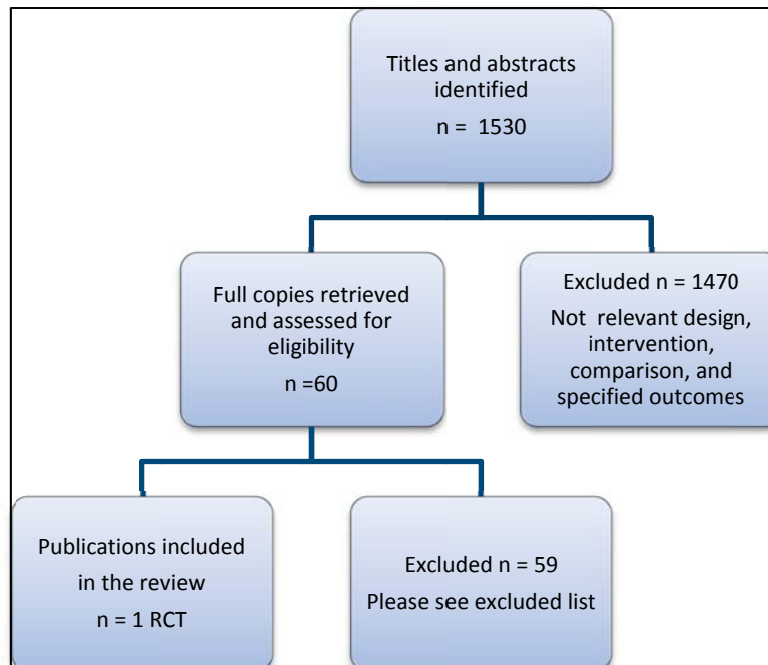 Titles and abstracts
identified
n = 1530
Full copies retrieved
and assessed for
eligibility
n =60
Excluded n = 1470
Not relevant design,
intervention,
comparison, and
specified outcomes
Publications included
in the review
n = 1 RCT
Excluded n = 59
Please see excluded list